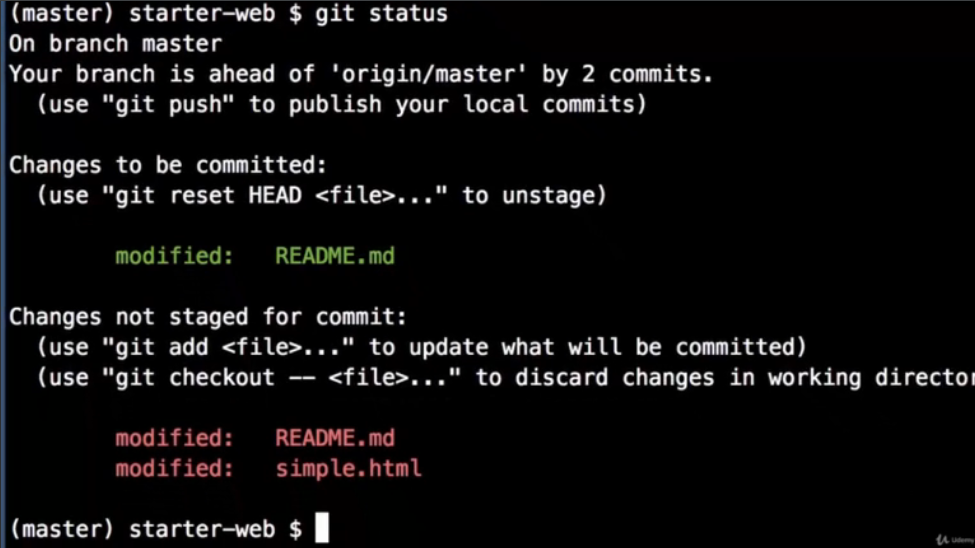 (master) starter-web $ git status
On branch master
Your branch is ahead of 'origin/master' by 2 commits.
  (use "git push" to publish your local commits)
Changes to be committed:
  (use "git reset HEAD <file>..." to unstage)
        modified:   README.md
Changes not staged for commit:
  (use "git add <file>..." to update what will be committed)
  (use "git checkout -- <file>..." to discard changes in working director
        modified:   README.md
        modified:   simple.html
(master) starter-web $
Udemy